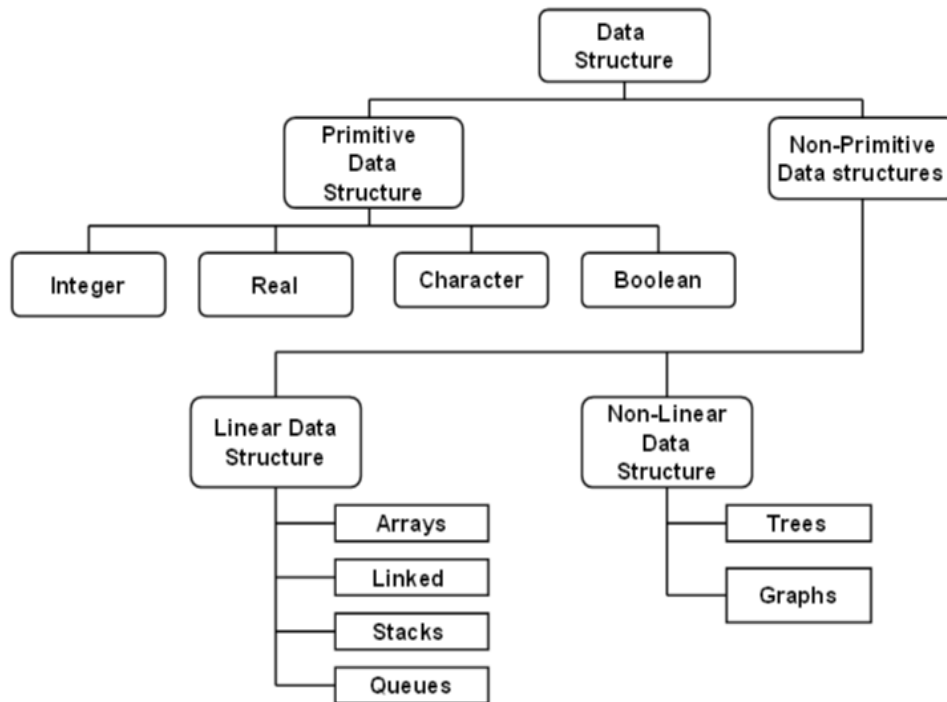 Data
Structure
Primitive
Data
Structure
Non-Primitive
Data structures
Integer
Real
Character
Boolean
Linear Data
Structure
Non-Linear
Data
Structure
Arrays
Linked
Stacks
Queues
Trees
Graphs